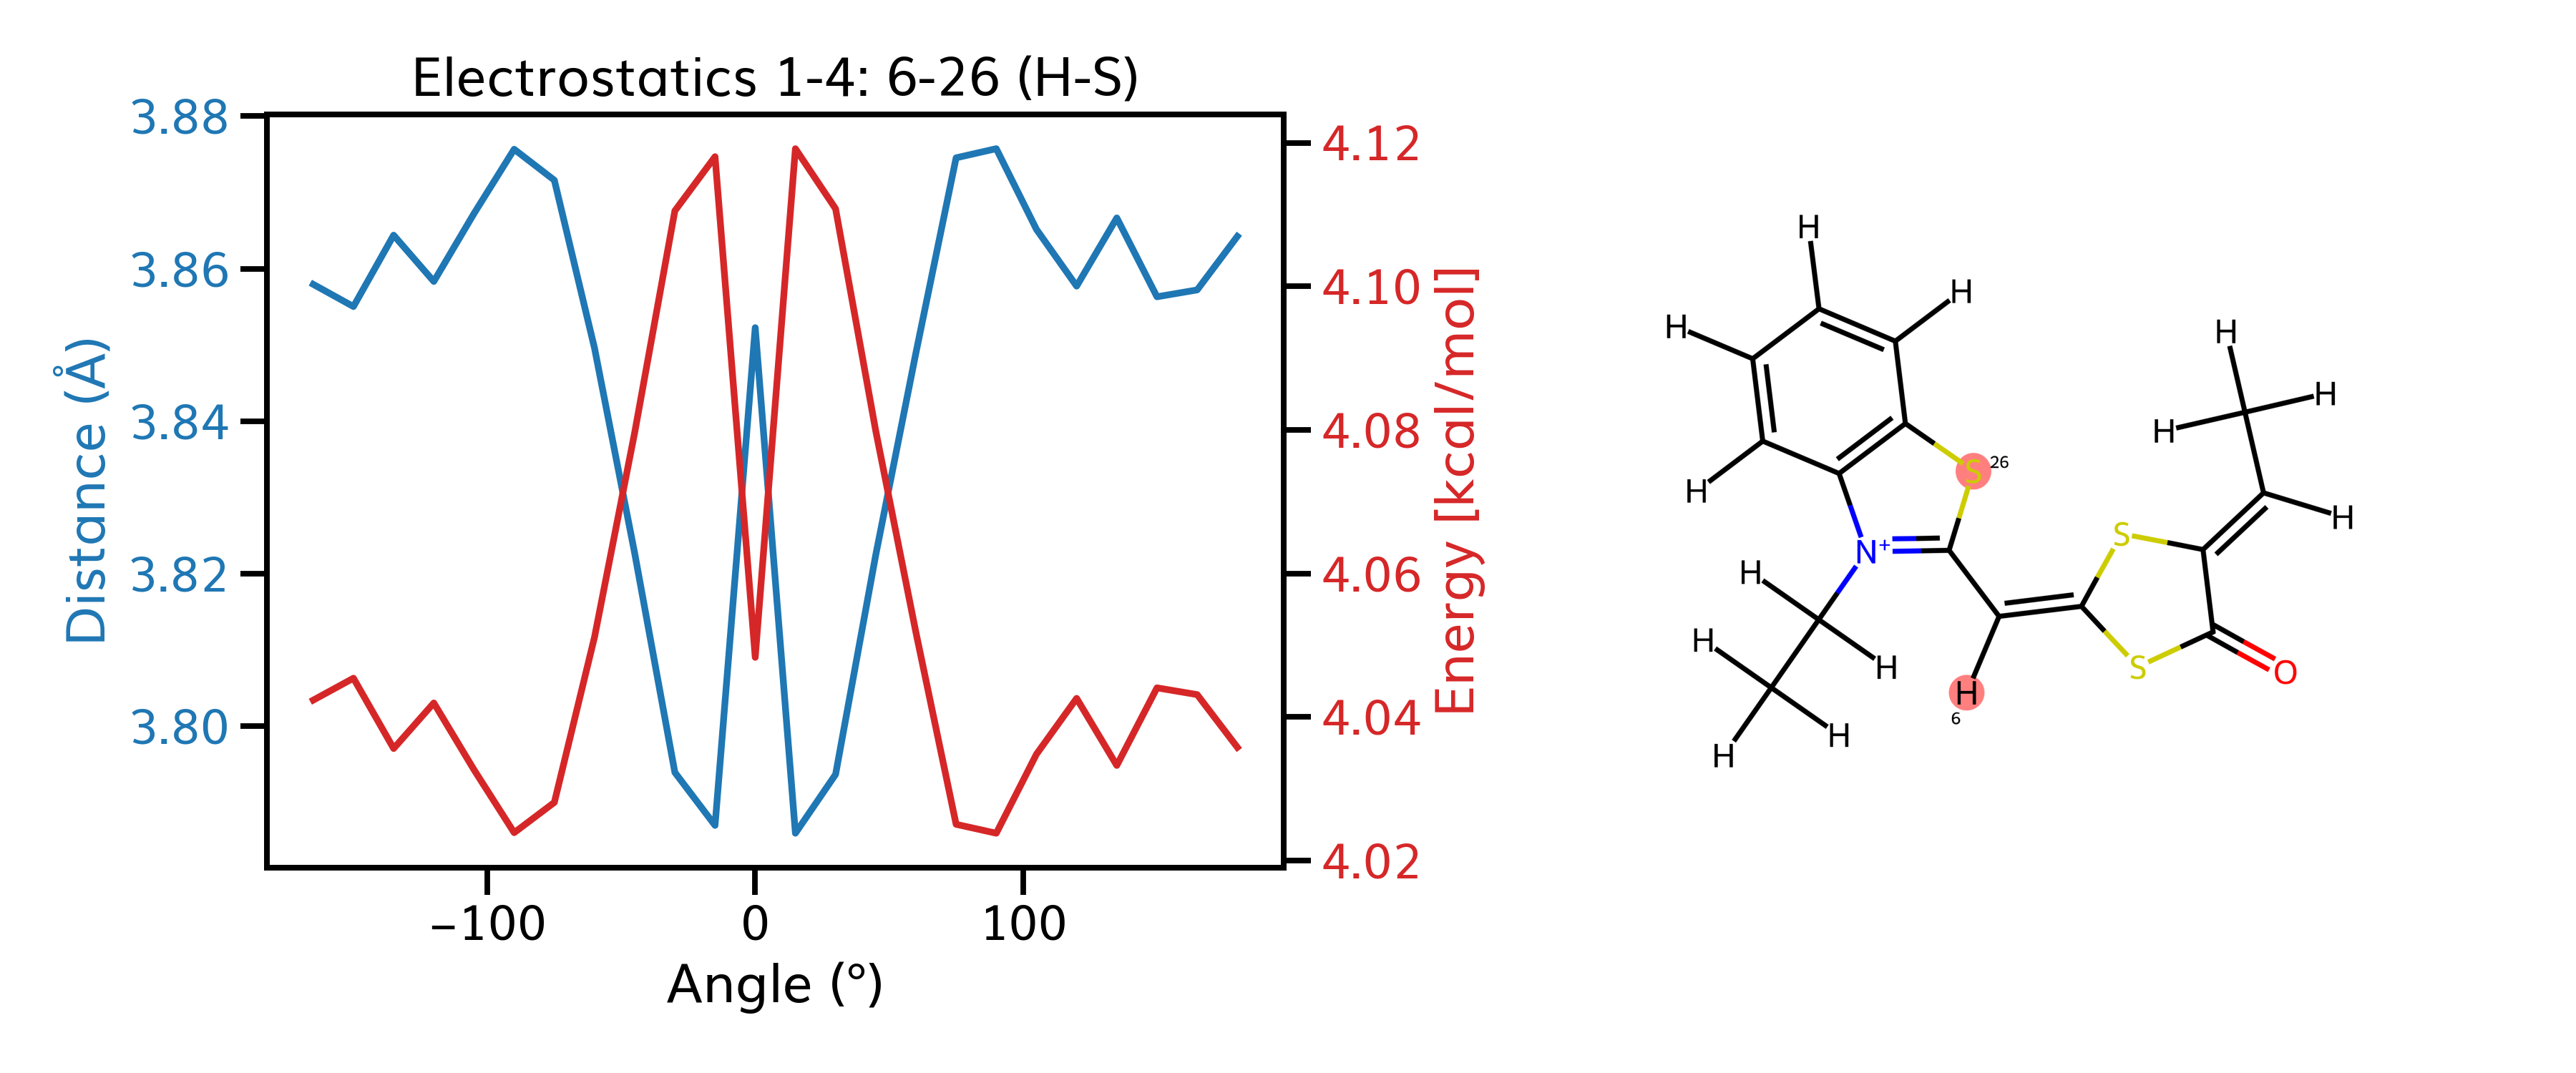 Electrostatics 1-4: 6-26 (H-S)
3.88
3.86
3.84
3.82
3.80
Distance (Å)
4.12
4.10
4.08
4.06
4.04
4.02
Energy [kcal/mol]
−100
0
100
Angle (°)
H
H
H
H
H
H
H
S 26
S
H
N⁺
H
H
H
S
O
H
6
H
H